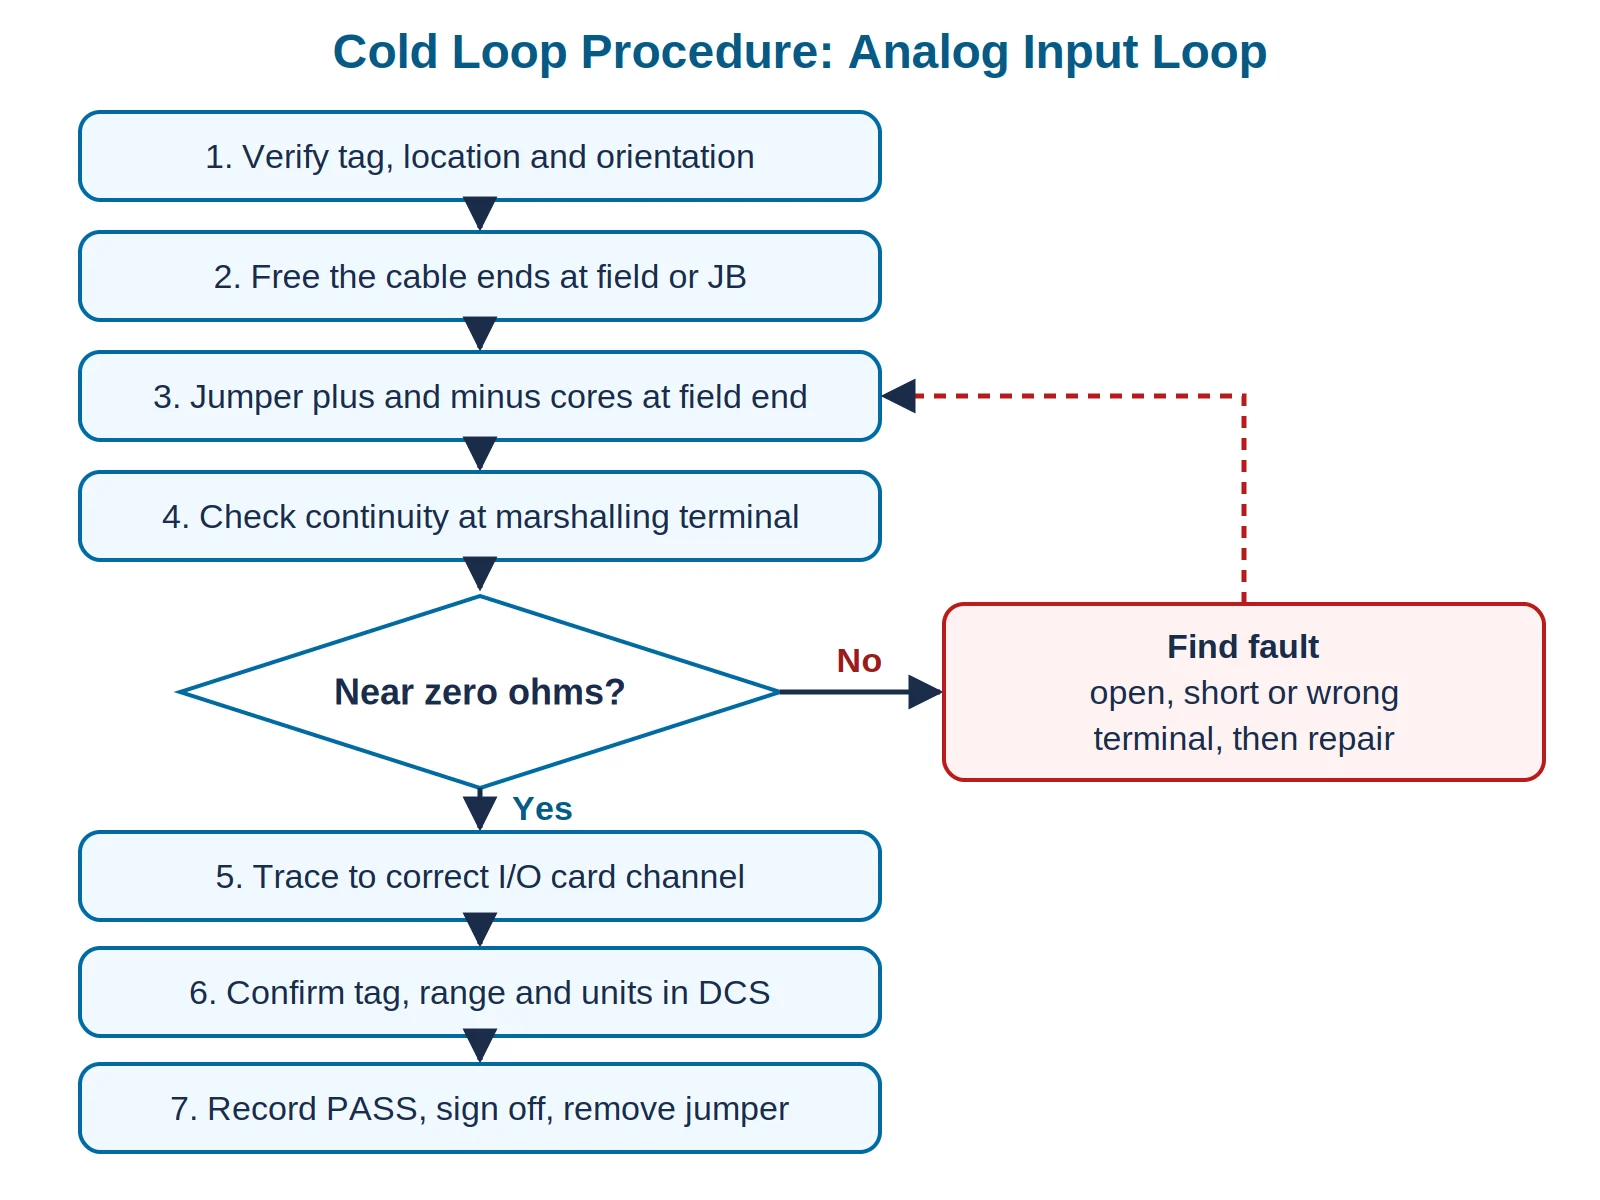 Cold Loop Procedure: Analog Input Loop
1. Verify tag, location and orientation
2. Free the cable ends at field or JB
3. Jumper plus and minus cores at field end
4. Check continuity at marshalling terminal
Near zero ohms?
No
Find fault
open, short or wrong
terminal, then repair
Yes
5. Trace to correct I/O card channel
6. Confirm tag, range and units in DCS
7. Record PASS, sign off, remove jumper